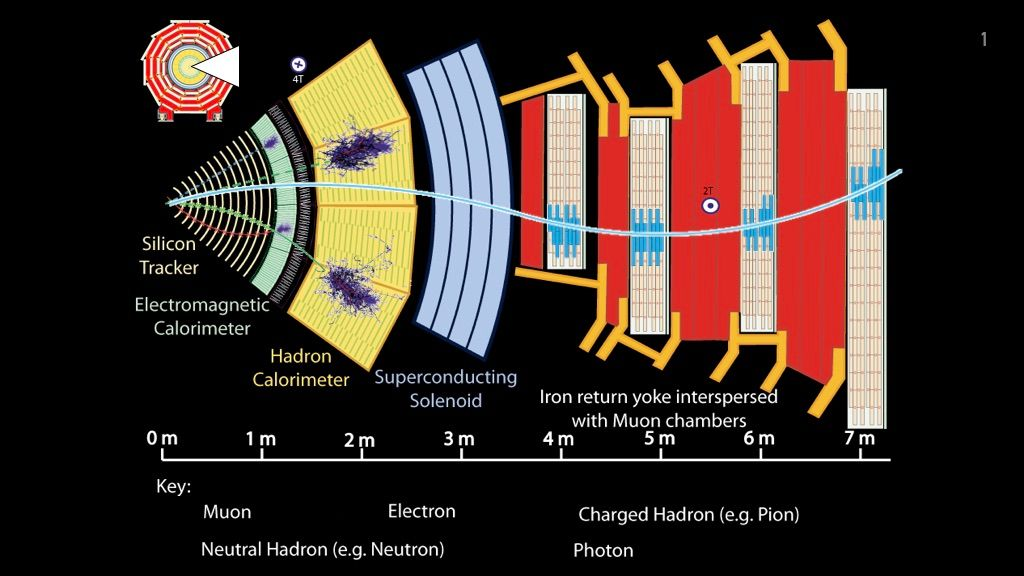 1
4T
2T
Silicon
Tracker
Electromagnetic
Calorimeter
Hadron
Calorimeter
Superconducting
Solenoid
Iron return yoke interspersed
with Muon chambers
0 m 1 m 2 m 3 m 4 m 5 m 6 m 7 m
Key:
Muon Electron Charged Hadron (e.g. Pion)
Neutral Hadron (e.g. Neutron) Photon